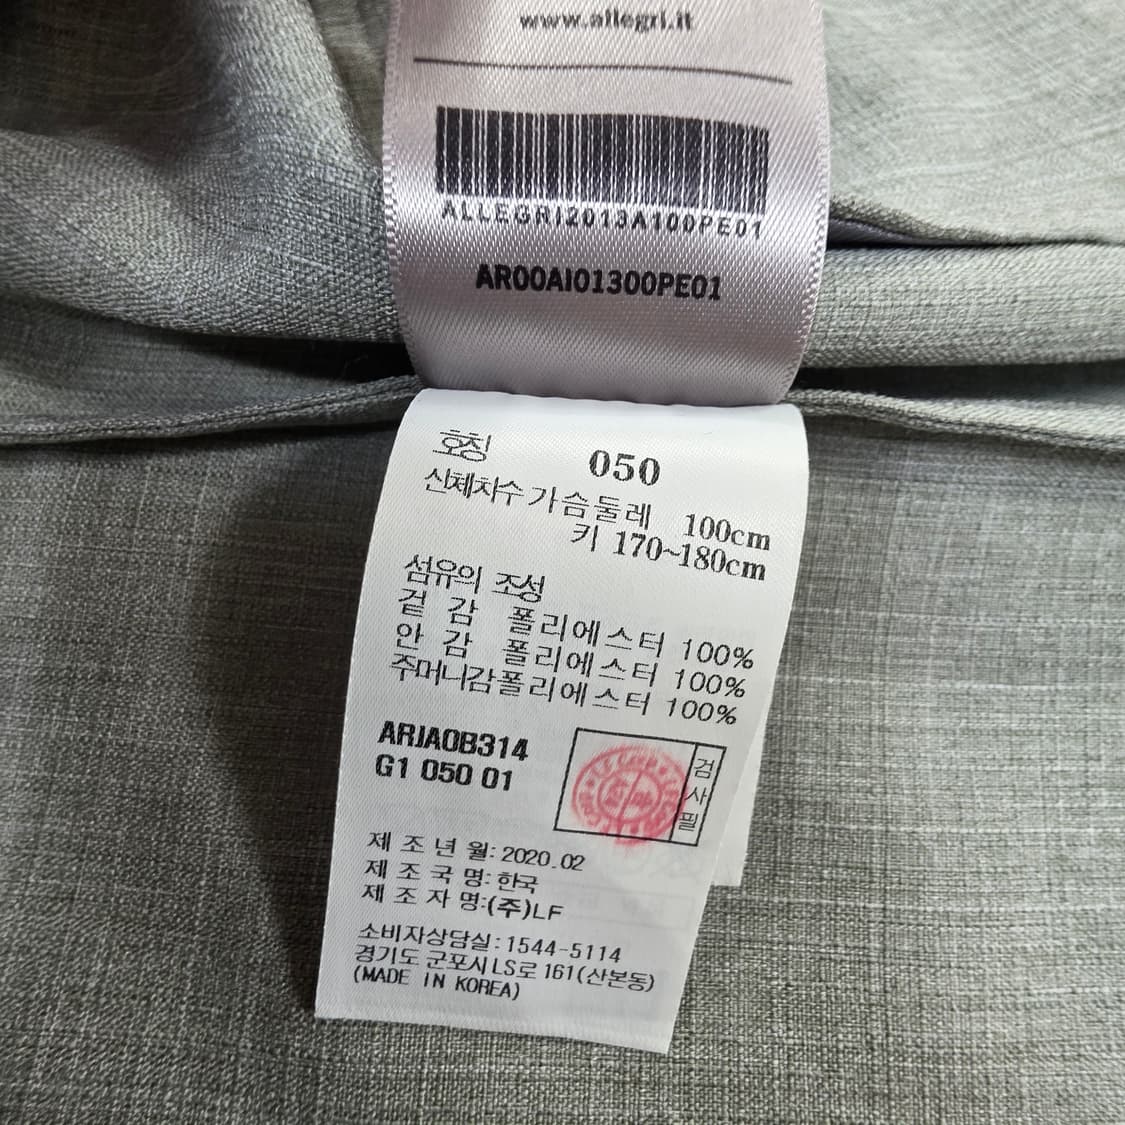 www.allegri.it
ALLEGRI2013A100PE01
AR00AI01300PE01
호칭 050
신체치수 가슴둘레 100cm
키 170~180cm
섬유의 조성
겉 감 폴리에스터 100%
안 감 폴리에스터 100%
주머니감 폴리에스터 100%
ARJA0B314
G1 050 01
검사필
제 조 년 월: 2020.02
제 조 국 명: 한국
제 조 자 명:(주)LF
소비자상담실: 1544-5114
경기도 군포시 LS로 161(산본동)
(MADE IN KOREA)